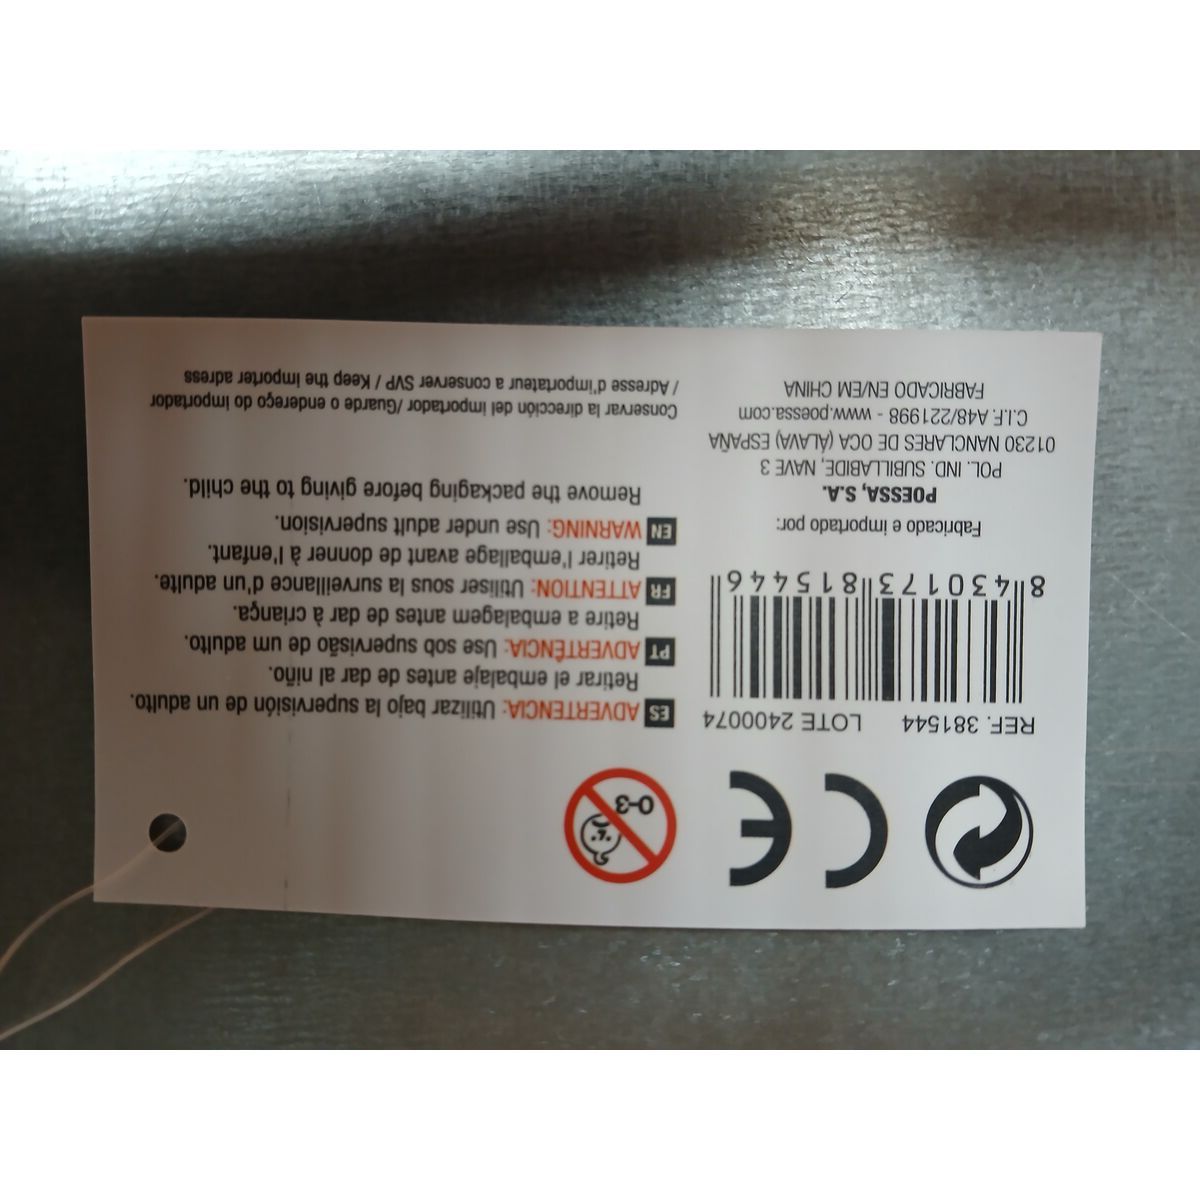 0-3
REF. 381544 LOTE 2400074
8 430173 815446
Fabricado e importado por:
POESSA, S.A.
POL. IND. SUBILLABIDE, NAVE 3
01230 NANCLARES DE OCA (ÁLAVA) ESPAÑA
C.I.F. A48/221998 - www.poessa.com
FABRICADO EN/EM CHINA
ES ADVERTENCIA: Utilizar bajo la supervisión de un adulto.
Retirar el embalaje antes de dar al niño.
PT ADVERTÊNCIA: Use sob supervisão de um adulto.
Retire a embalagem antes de dar à criança.
FR ATTENTION: Utiliser sous la surveillance d'un adulte.
Retirer l'emballage avant de donner à l'enfant.
EN WARNING: Use under adult supervision.
Remove the packaging before giving to the child.
Conservar la dirección del importador /Guarde o endereço do importador
/ Adresse d'importateur a conserver SVP / Keep the importer adress